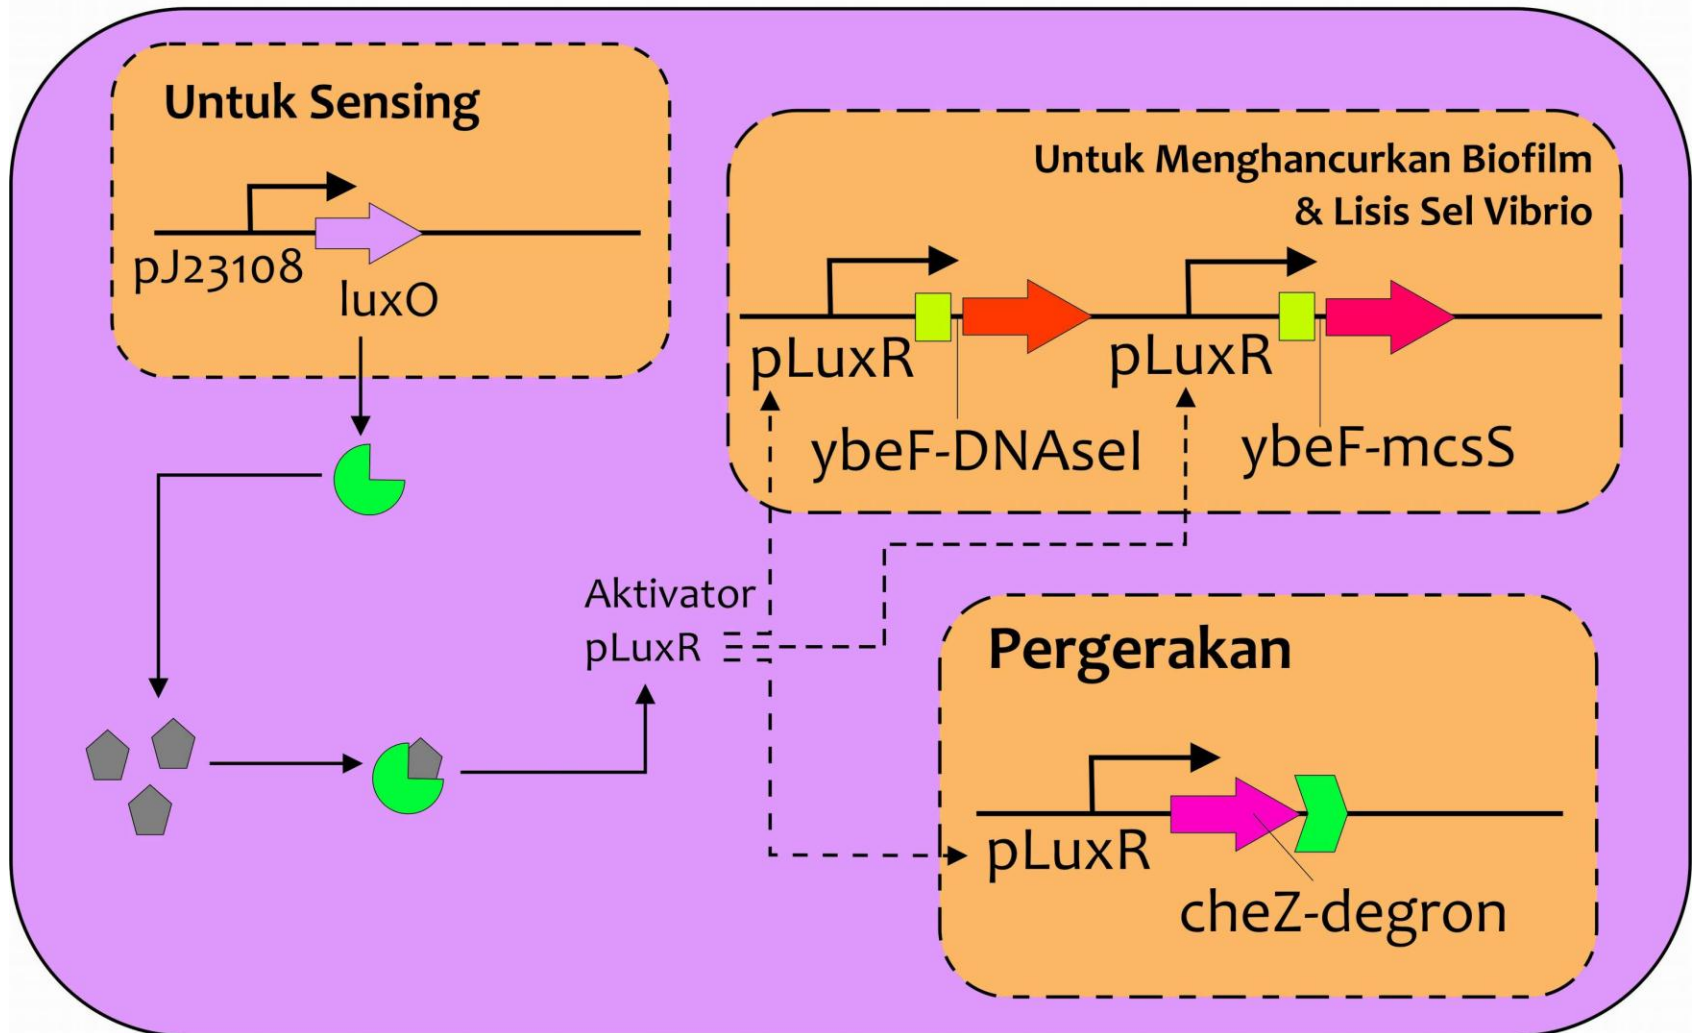 Untuk Sensing
pJ23108
luxO
Untuk Menghancurkan Biofilm
& Lisis Sel Vibrio
pLuxR
pLuxR
ybeF-DNAseI
ybeF-mcsS
Aktivator
pLuxR
Pergerakan
pLuxR
cheZ-degron